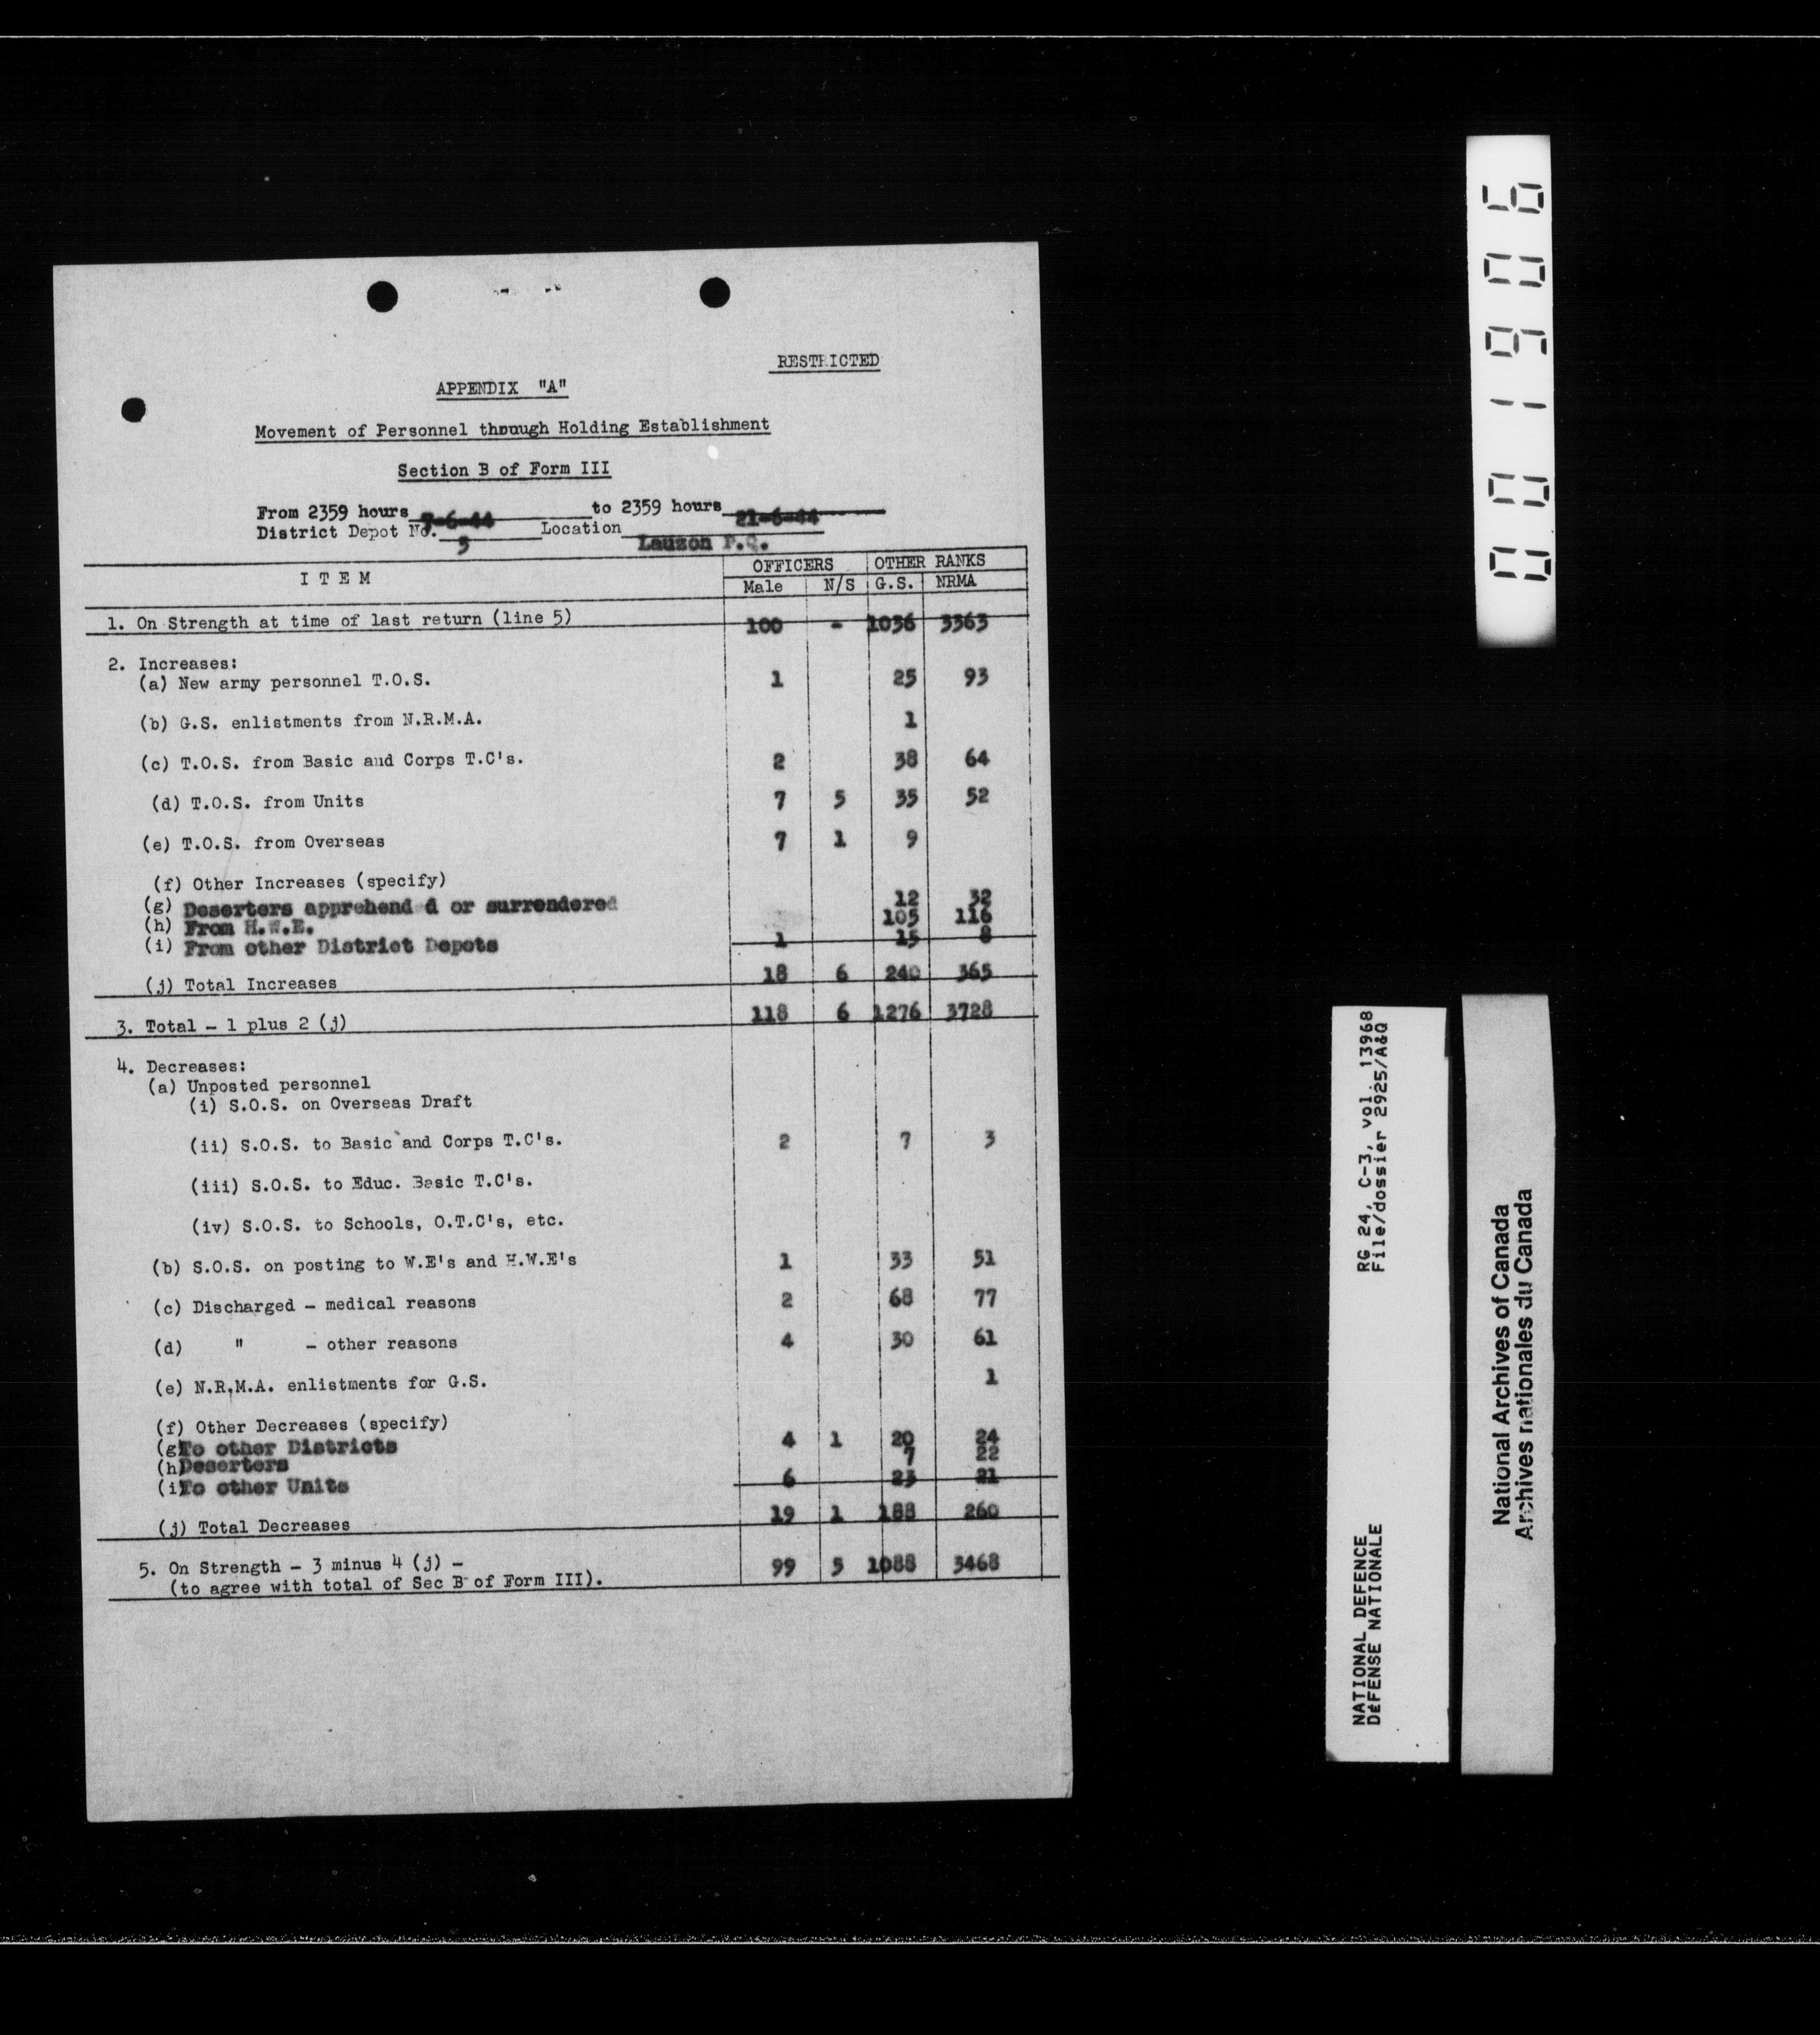 RESTRICTED
APPENDIX "A"
Movement of Personnel through Holding Establishment
Section B of Form III
From 2359 hours 7-6-44 to 2359 hours 21-6-44
District Depot No. 5 Location Lauzon P.Q.
ITEM OFFICERS OTHER RANKS
Male N/S G.S. NRMA
1. On Strength at time of last return (line 5) 100 - 1036 3363
2. Increases:
(a) New army personnel T.O.S. 1 25 93
(b) G.S. enlistments from N.R.M.A. 1
(c) T.O.S. from Basic and Corps T.C's. 2 38 64
(d) T.O.S. from Units 7 5 35 52
(e) T.O.S. from Overseas 7 1 9
(f) Other Increases (specify)
(g) Deserters apprehended or surrendered 12 32
(h) From H.W.E. 105 116
(i) From other District Depots 1 15 8
(j) Total Increases 18 6 240 365
3. Total - 1 plus 2 (j) 118 6 1276 3728
4. Decreases:
(a) Unposted personnel
(i) S.O.S. on Overseas Draft
(ii) S.O.S. to Basic and Corps T.C's. 2 7 3
(iii) S.O.S. to Educ. Basic T.C's.
(iv) S.O.S. to Schools, O.T.C's, etc.
(b) S.O.S. on posting to W.E's and H.W.E's 1 33 51
(c) Discharged - medical reasons 2 68 77
(d) " - other reasons 4 30 61
(e) N.R.M.A. enlistments for G.S. 1
(f) Other Decreases (specify)
(g) To other Districts 4 1 20 24
(h) Deserters 7 22
(i) To other Units 6 23 21
(j) Total Decreases 19 1 188 260
5. On Strength - 3 minus 4 (j) - 99 5 1088 3468
(to agree with total of Sec B of Form III).
001906
RG 24, C-3, vol. 13968
File/dossier 2925/A&Q
NATIONAL DEFENCE
DéFENSE NATIONALE
National Archives of Canada
Archives nationales du Canada